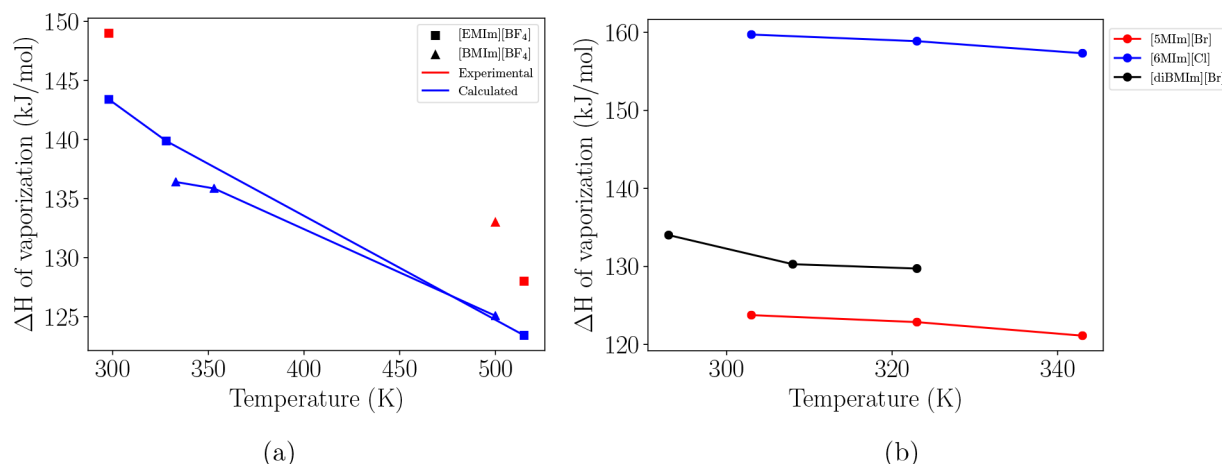 150
145
140
135
130
125
ΔH of vaporization (kJ/mol)
300
350
400
450
500
Temperature (K)
[EMIm][BF₄]
[BMIm][BF₄]
Experimental
Calculated
(a)
160
150
140
130
120
ΔH of vaporization (kJ/mol)
300
320
340
Temperature (K)
[5MIm][Br]
[6MIm][Cl]
[diBMIm][Br]
(b)